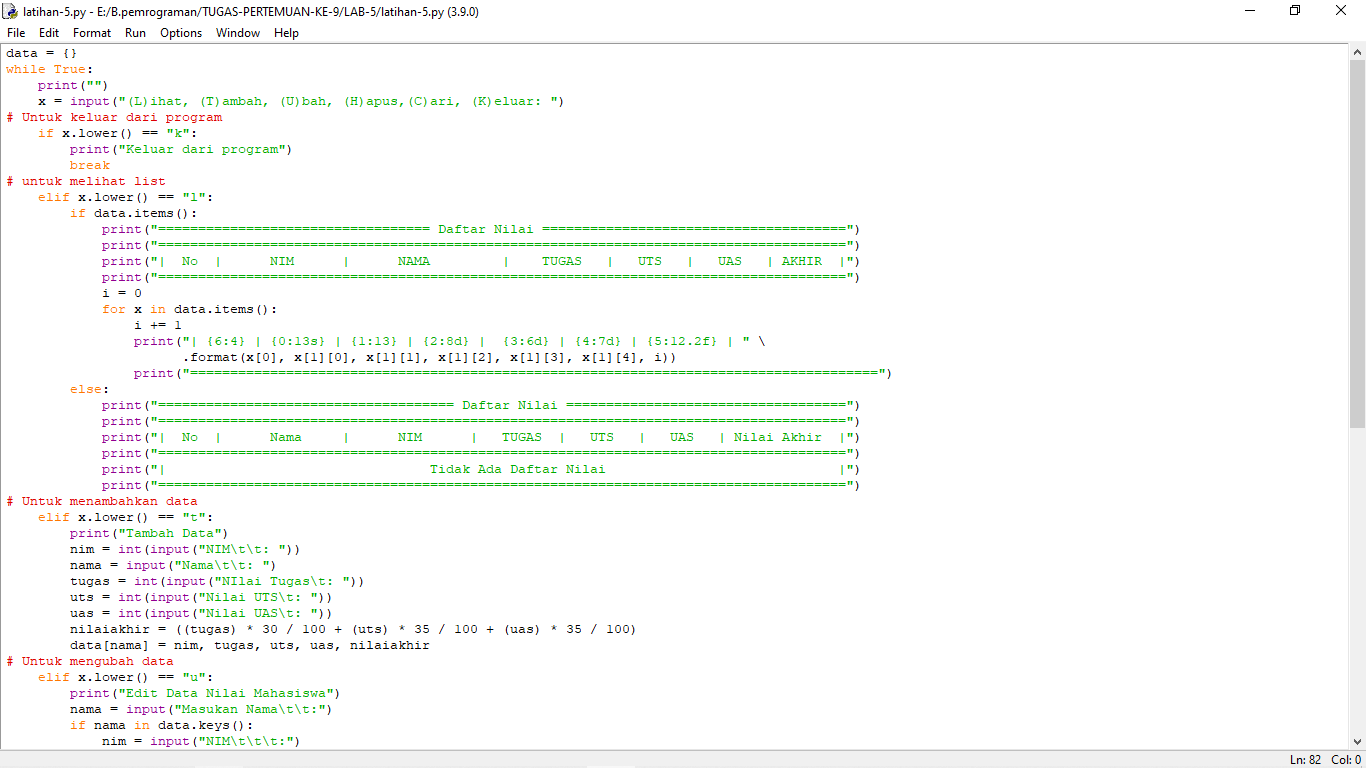 latihan-5.py - E:/B.pemrograman/TUGAS-PERTEMUAN-KE-9/LAB-5/latihan-5.py (3.9.0)
File Edit Format Run Options Window Help
data = {}
while True:
    print("")
    x = input("(L)ihat, (T)ambah, (U)bah, (H)apus,(C)ari, (K)eluar: ")
# Untuk keluar dari program
    if x.lower() == "k":
        print("Keluar dari program")
        break
# untuk melihat list
    elif x.lower() == "l":
        if data.items():
            print("================================== Daftar Nilai ======================================")
            print("======================================================================================")
            print("|  No  |      NIM      |      NAMA         |    TUGAS   |   UTS   |   UAS   | AKHIR  |")
            print("======================================================================================")
            i = 0
            for x in data.items():
                i += 1
                print("| {6:4} | {0:13s} | {1:13} | {2:8d} |  {3:6d} | {4:7d} | {5:12.2f} | " \
                      .format(x[0], x[1][0], x[1][1], x[1][2], x[1][3], x[1][4], i))
                print("======================================================================================")
        else:
            print("===================================== Daftar Nilai ===================================")
            print("======================================================================================")
            print("|  No  |      Nama     |      NIM      |   TUGAS  |   UTS   |   UAS   | Nilai Akhir  |")
            print("======================================================================================")
            print("|                                 Tidak Ada Daftar Nilai                             |")
            print("======================================================================================")
# Untuk menambahkan data
    elif x.lower() == "t":
        print("Tambah Data")
        nim = int(input("NIM\t\t: "))
        nama = input("Nama\t\t: ")
        tugas = int(input("NIlai Tugas\t: "))
        uts = int(input("Nilai UTS\t: "))
        uas = int(input("Nilai UAS\t: "))
        nilaiakhir = ((tugas) * 30 / 100 + (uts) * 35 / 100 + (uas) * 35 / 100)
        data[nama] = nim, tugas, uts, uas, nilaiakhir
# Untuk mengubah data
    elif x.lower() == "u":
        print("Edit Data Nilai Mahasiswa")
        nama = input("Masukan Nama\t\t:")
        if nama in data.keys():
            nim = input("NIM\t\t\t:")
Ln: 82 Col: 0